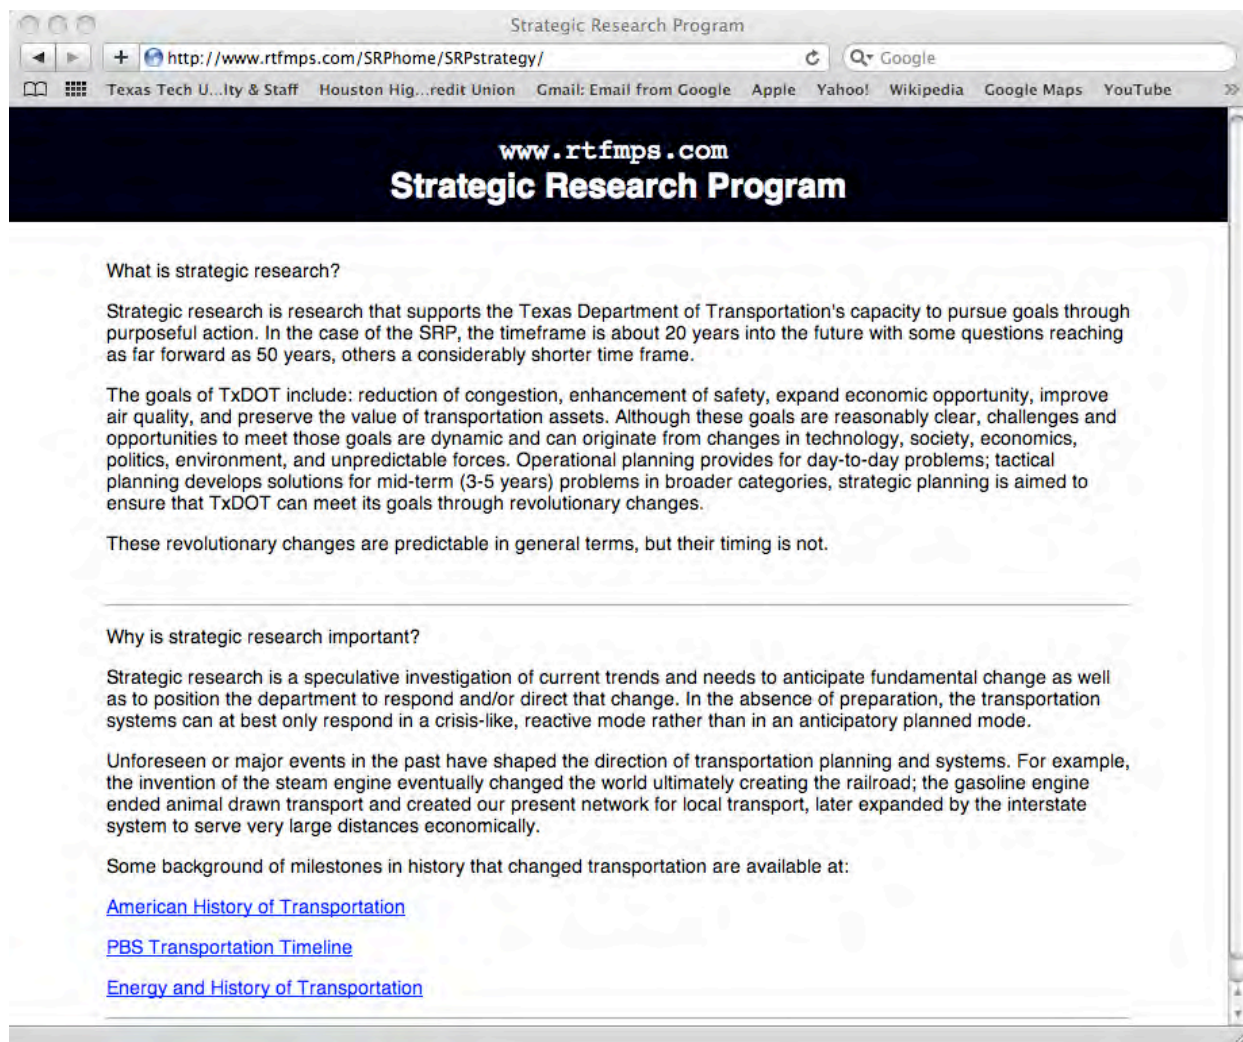 Strategic Research Program
http://www.rtfmps.com/SRPhome/SRPstrategy/
Google
Texas Tech U...lty & Staff Houston Hig...redit Union Gmail: Email from Google Apple Yahoo! Wikipedia Google Maps YouTube
www.rtfmps.com
Strategic Research Program
What is strategic research?
Strategic research is research that supports the Texas Department of Transportation's capacity to pursue goals through
purposeful action. In the case of the SRP, the timeframe is about 20 years into the future with some questions reaching
as far forward as 50 years, others a considerably shorter time frame.
The goals of TxDOT include: reduction of congestion, enhancement of safety, expand economic opportunity, improve
air quality, and preserve the value of transportation assets. Although these goals are reasonably clear, challenges and
opportunities to meet those goals are dynamic and can originate from changes in technology, society, economics,
politics, environment, and unpredictable forces. Operational planning provides for day-to-day problems; tactical
planning develops solutions for mid-term (3-5 years) problems in broader categories, strategic planning is aimed to
ensure that TxDOT can meet its goals through revolutionary changes.
These revolutionary changes are predictable in general terms, but their timing is not.
Why is strategic research important?
Strategic research is a speculative investigation of current trends and needs to anticipate fundamental change as well
as to position the department to respond and/or direct that change. In the absence of preparation, the transportation
systems can at best only respond in a crisis-like, reactive mode rather than in an anticipatory planned mode.
Unforeseen or major events in the past have shaped the direction of transportation planning and systems. For example,
the invention of the steam engine eventually changed the world ultimately creating the railroad; the gasoline engine
ended animal drawn transport and created our present network for local transport, later expanded by the interstate
system to serve very large distances economically.
Some background of milestones in history that changed transportation are available at:
American History of Transportation
PBS Transportation Timeline
Energy and History of Transportation